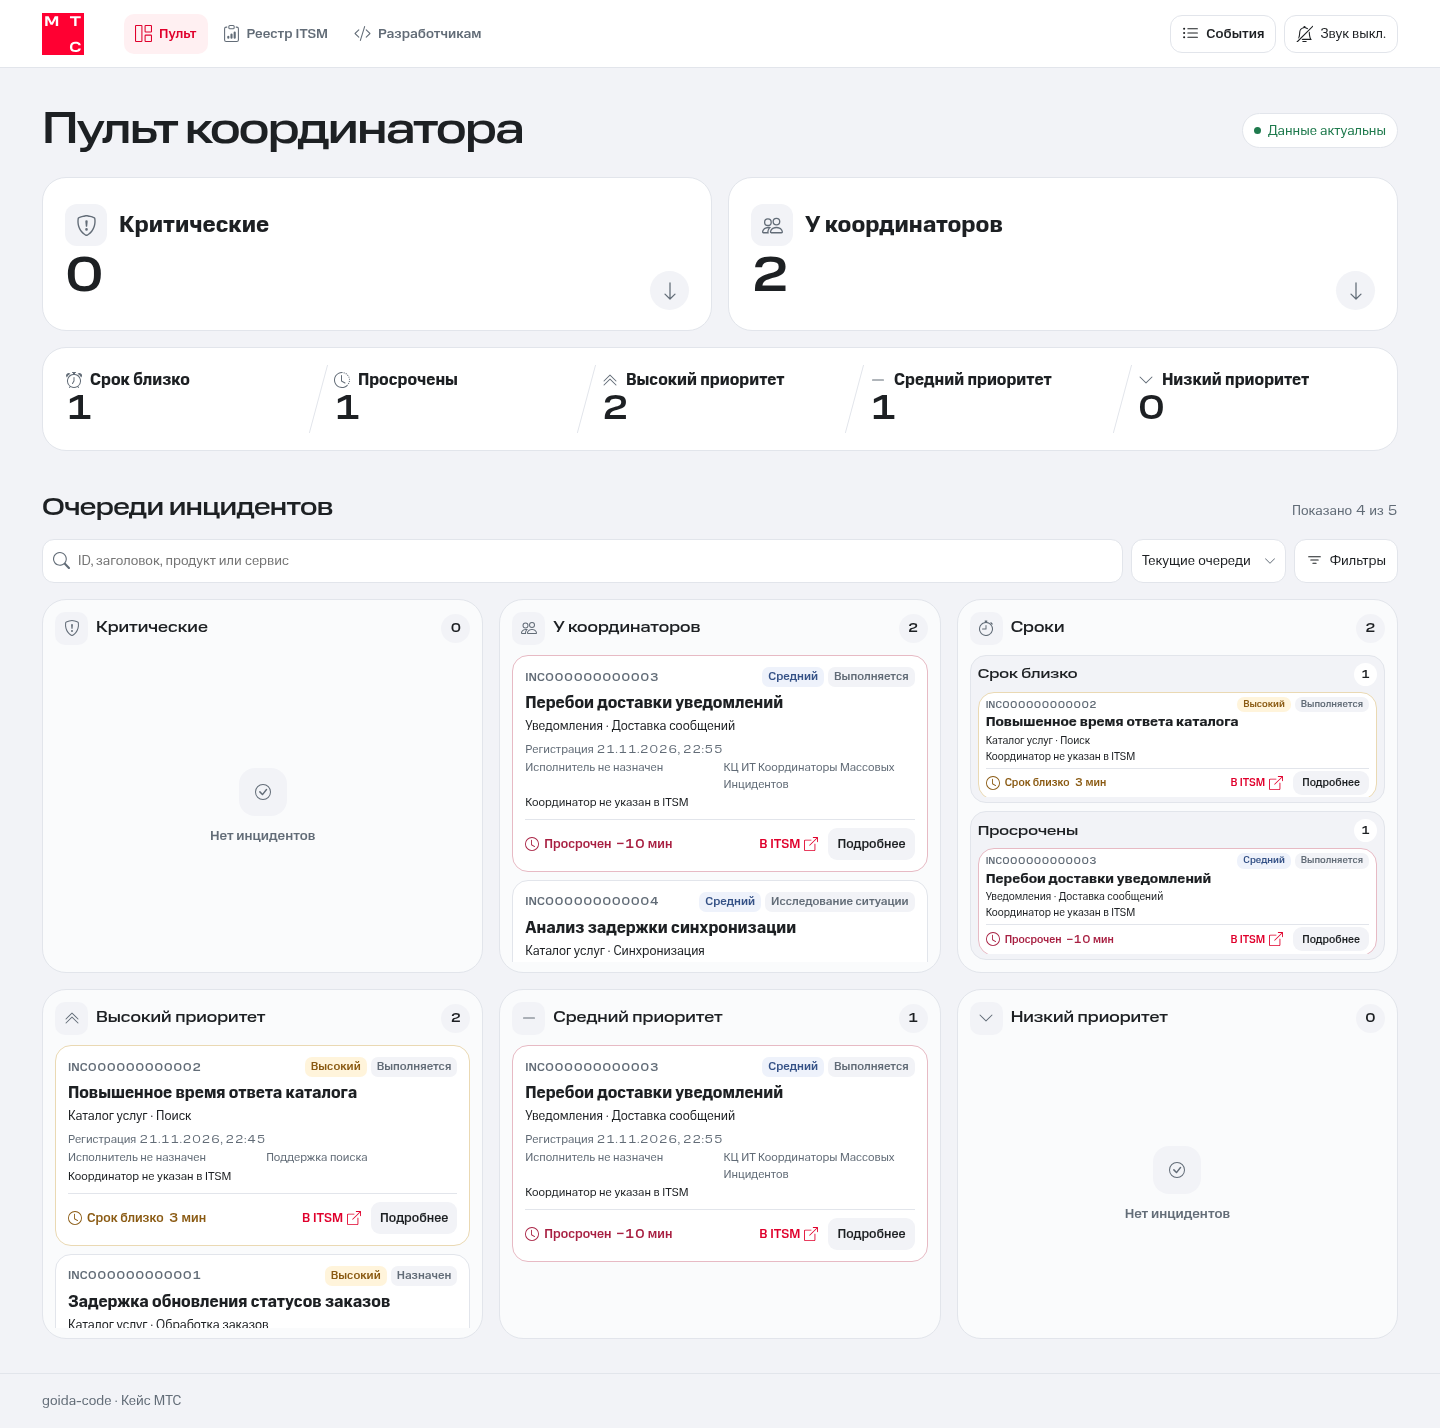 МТС
Пульт
Реестр ITSM
Разработчикам
События
Звук выкл.
Пульт координатора
Данные актуальны
Критические
0
У координаторов
2
Срок близко
1
Просрочены
1
Высокий приоритет
2
Средний приоритет
1
Низкий приоритет
0
Очереди инцидентов
Показано 4 из 5
ID, заголовок, продукт или сервис
Текущие очереди
Фильтры
Критические 0
Нет инцидентов
У координаторов 2
INC000000000003 Средний Выполняется
Перебои доставки уведомлений
Уведомления · Доставка сообщений
Регистрация 21.11.2026, 22:55
Исполнитель не назначен КЦ ИТ Координаторы Массовых
Инцидентов
Координатор не указан в ITSM
Просрочен −10 мин В ITSM Подробнее
INC000000000004 Средний Исследование ситуации
Анализ задержки синхронизации
Каталог услуг · Синхронизация
Сроки 2
Срок близко 1
INC000000000002 Высокий Выполняется
Повышенное время ответа каталога
Каталог услуг · Поиск
Координатор не указан в ITSM
Срок близко 3 мин В ITSM Подробнее
Просрочены 1
INC000000000003 Средний Выполняется
Перебои доставки уведомлений
Уведомления · Доставка сообщений
Координатор не указан в ITSM
Просрочен −10 мин В ITSM Подробнее
Высокий приоритет 2
INC000000000002 Высокий Выполняется
Повышенное время ответа каталога
Каталог услуг · Поиск
Регистрация 21.11.2026, 22:45
Исполнитель не назначен Поддержка поиска
Координатор не указан в ITSM
Срок близко 3 мин В ITSM Подробнее
INC000000000001 Высокий Назначен
Задержка обновления статусов заказов
Каталог услуг · Обработка заказов
Средний приоритет 1
INC000000000003 Средний Выполняется
Перебои доставки уведомлений
Уведомления · Доставка сообщений
Регистрация 21.11.2026, 22:55
Исполнитель не назначен КЦ ИТ Координаторы Массовых
Инцидентов
Координатор не указан в ITSM
Просрочен −10 мин В ITSM Подробнее
Низкий приоритет 0
Нет инцидентов
goida-code · Кейс МТС